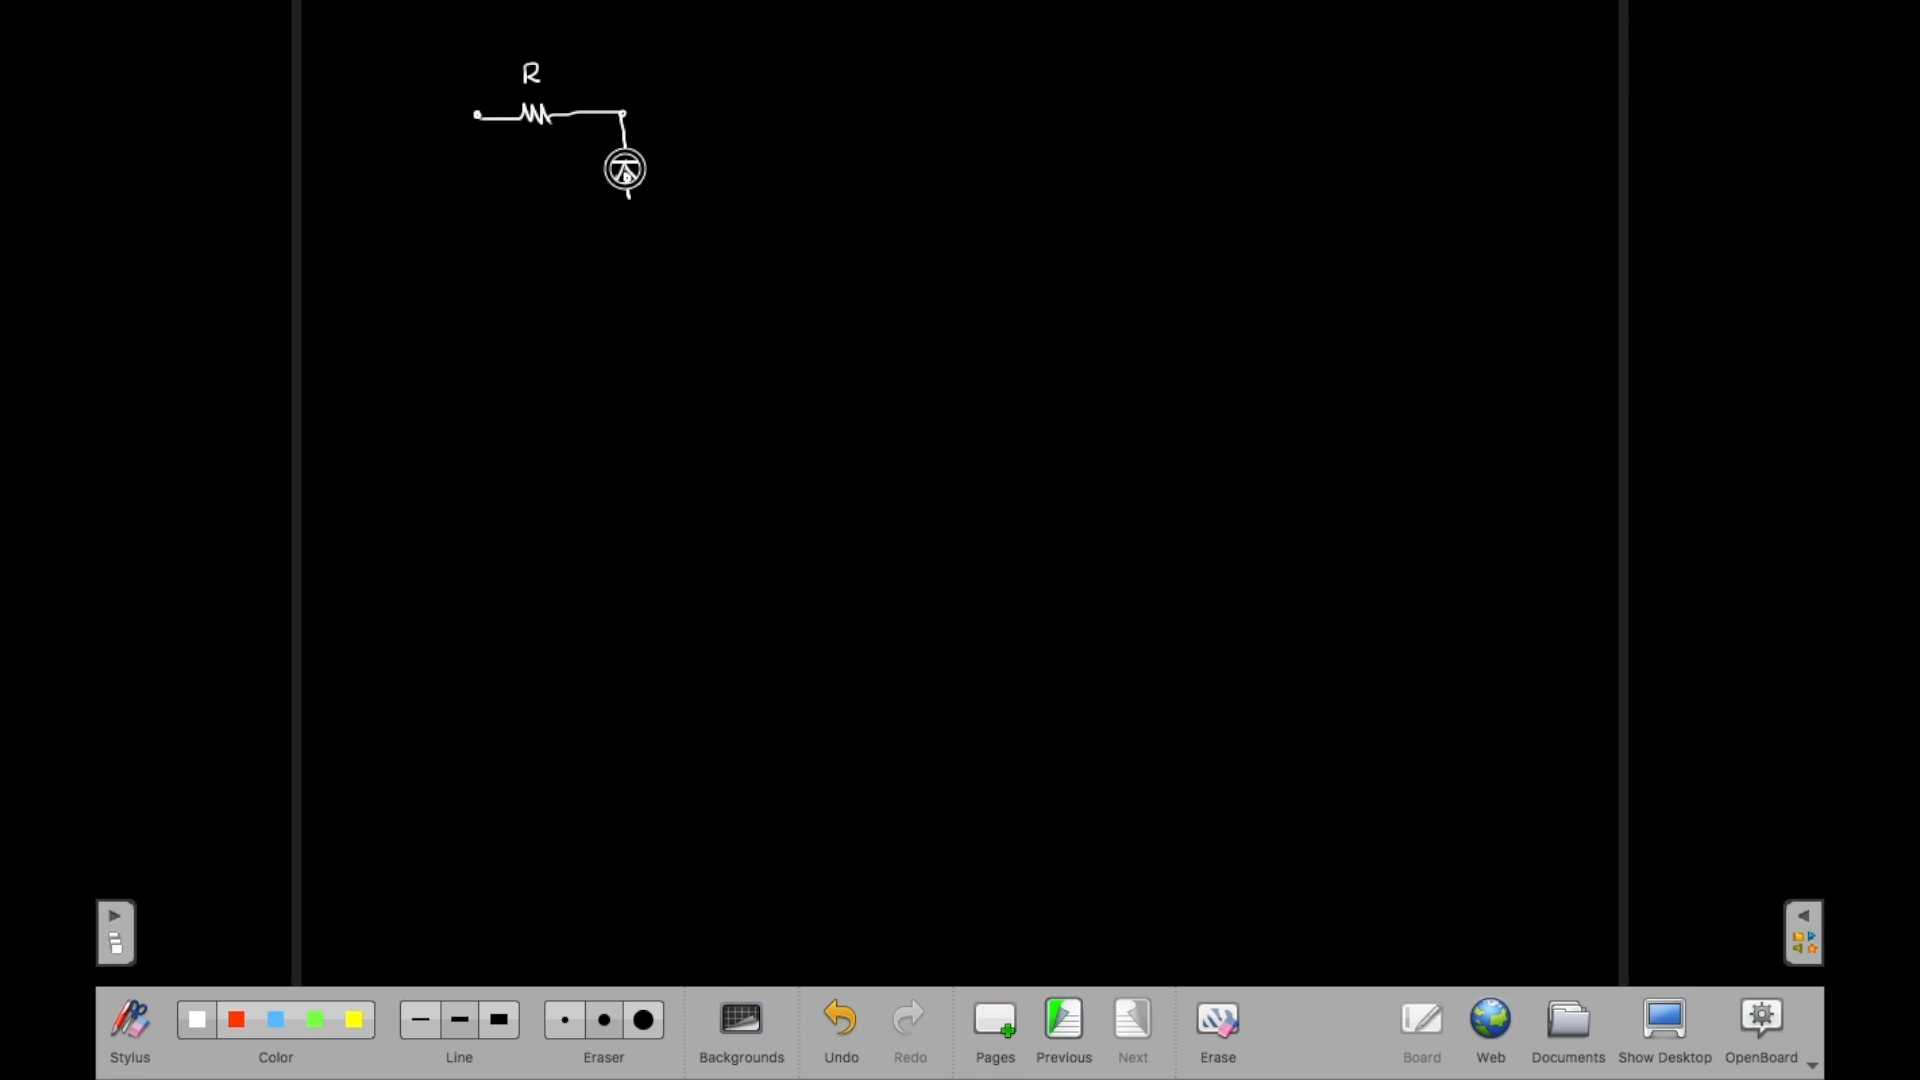 R
Stylus
Color
Line
Eraser
Backgrounds
Undo
Redo
Pages
Previous
Next
Erase
Board
Web
Documents
Show Desktop
OpenBoard